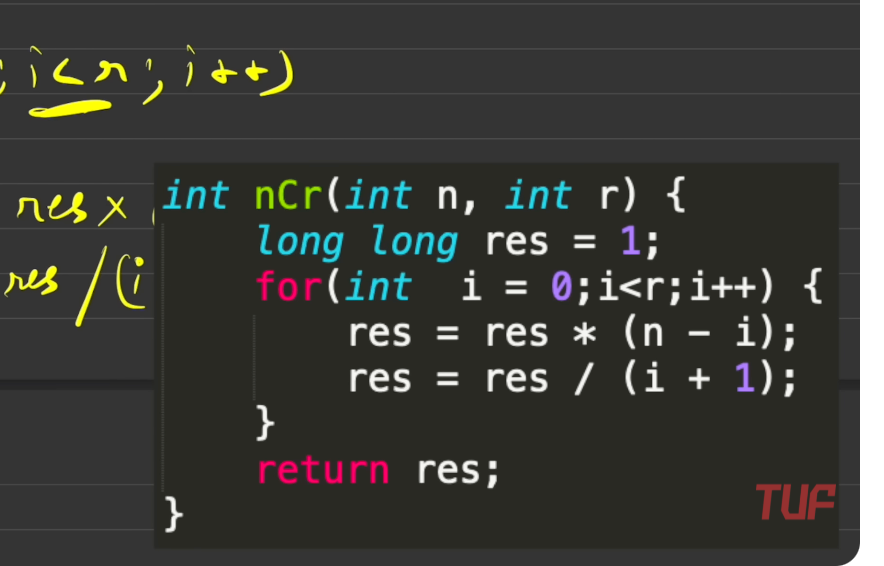 ; i<r; i++)
res x
res / (i
int nCr(int n, int r) {
    long long res = 1;
    for(int  i = 0;i<r;i++) {
        res = res * (n - i);
        res = res / (i + 1);
    }
    return res;
}
TUF